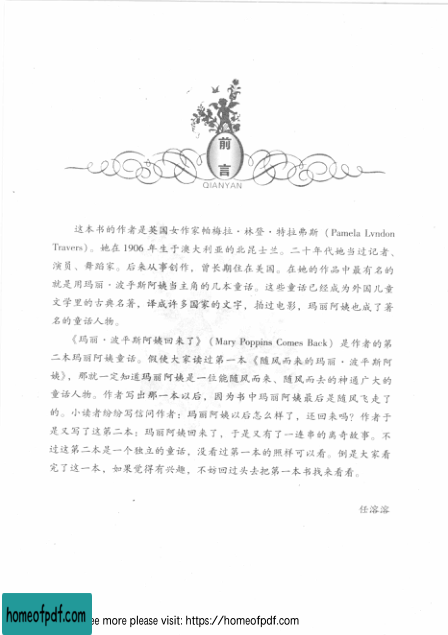 前
言
QIANYAN
这本书的作者是英国女作家帕梅拉·林登·特拉弗斯（Pamela Lyndon
Travers）。她在 1906 年生于澳大利亚的北昆士兰。二十年代她当过记者、
演员、舞蹈家。后来从事创作，曾长期住在美国。在她的作品中最有名的
就是用玛丽·波平斯阿姨当主角的几本童话。这些童话已经成为外国儿童
文学里的古典名著，译成许多国家的文字，拍过电影，玛丽阿姨也成了著
名的童话人物。
《玛丽·波平斯阿姨回来了》（Mary Poppins Comes Back）是作者的第
二本玛丽阿姨童话。假使大家读过第一本《随风而来的玛丽·波平斯阿
姨》，那就一定知道玛丽阿姨是一位能随风而来、随风而去的神通广大的
童话人物。作者写出那一本以后，因为书中玛丽阿姨最后是随风飞走了
的。小读者纷纷写信问作者：玛丽阿姨以后怎么样了，还回来吗？作者于
是又写了这第二本：玛丽阿姨回来了，于是又有了一连串的离奇故事。不
过这第二本是一个独立的童话，没看过第一本的照样可以看。倒是大家看
完了这一本，如果觉得有兴趣，不妨回过头去把第一本书找来看看。
任溶溶
homeofpdf.com
ee more please visit: https://homeofpdf.com